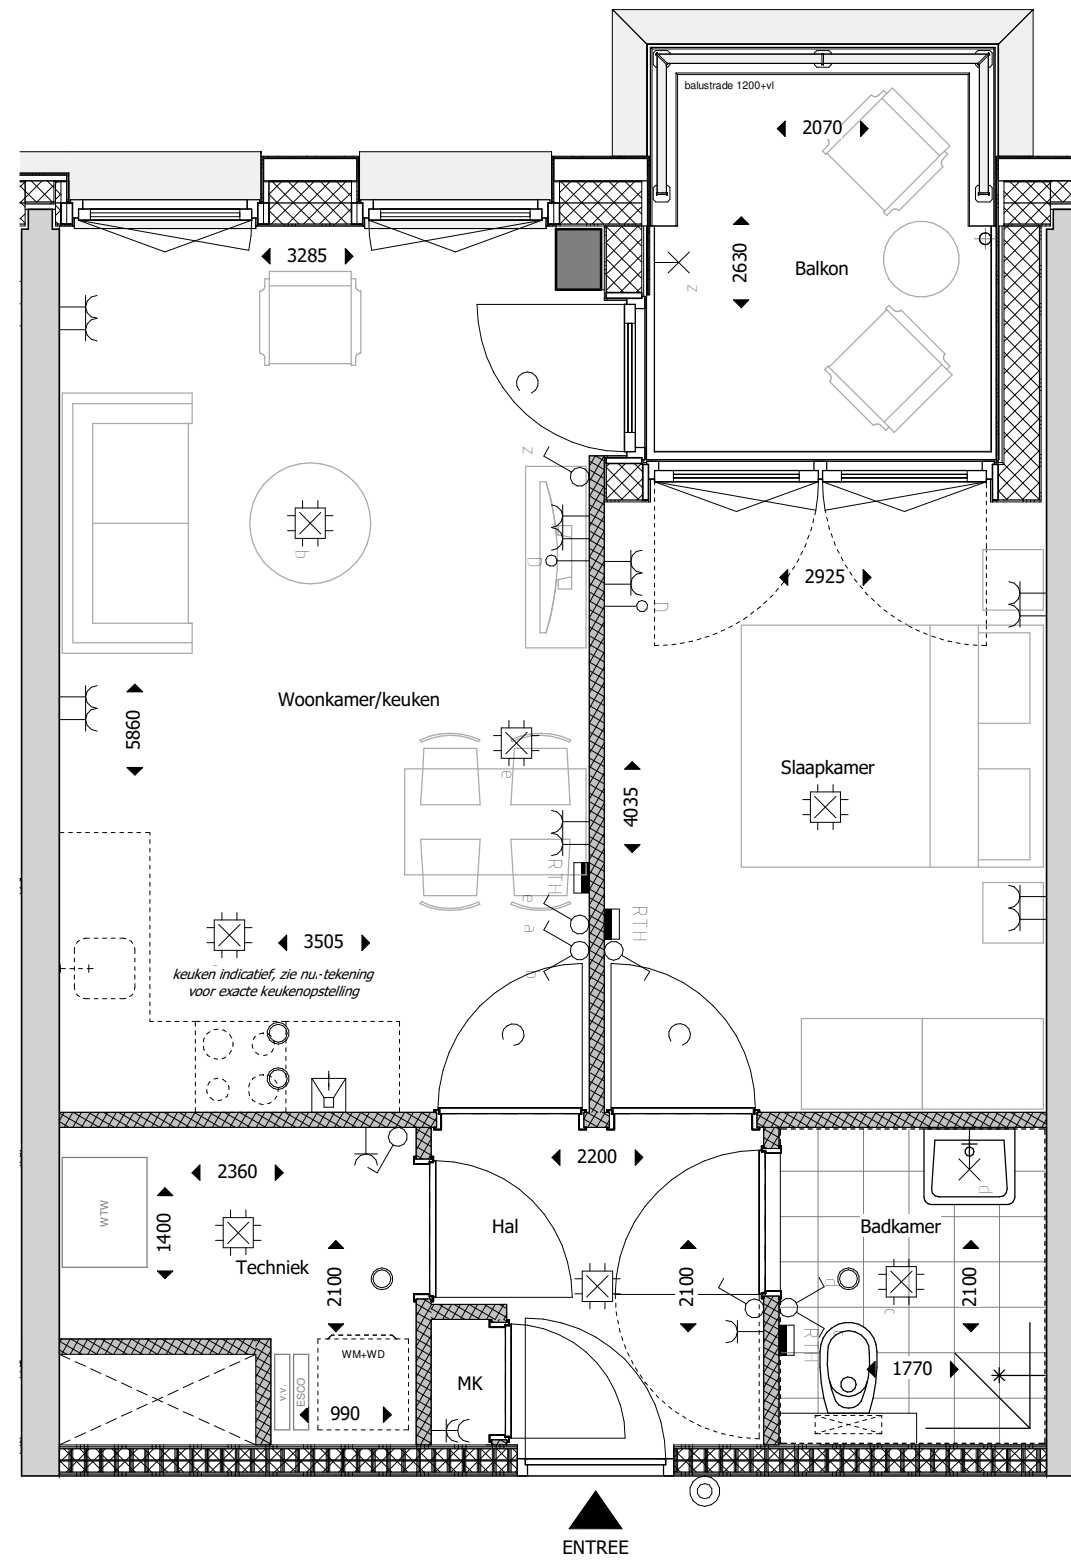 balustrade 1200+vl
2070
3285
2630
Balkon
z
z
b
D
2925
D
Woonkamer/keuken
5860
e
Slaapkamer
4035
RTH
e
a
RTH
3505
keuken indicatief, zie
voor exacte keukenopstelling
2360
2200
WTW
1400
d
Hal
Badkamer
Techniek
2100
2100
2100
c
RTH
WM+WD
v.v.
ESCO
MK
1770
990
ENTREE